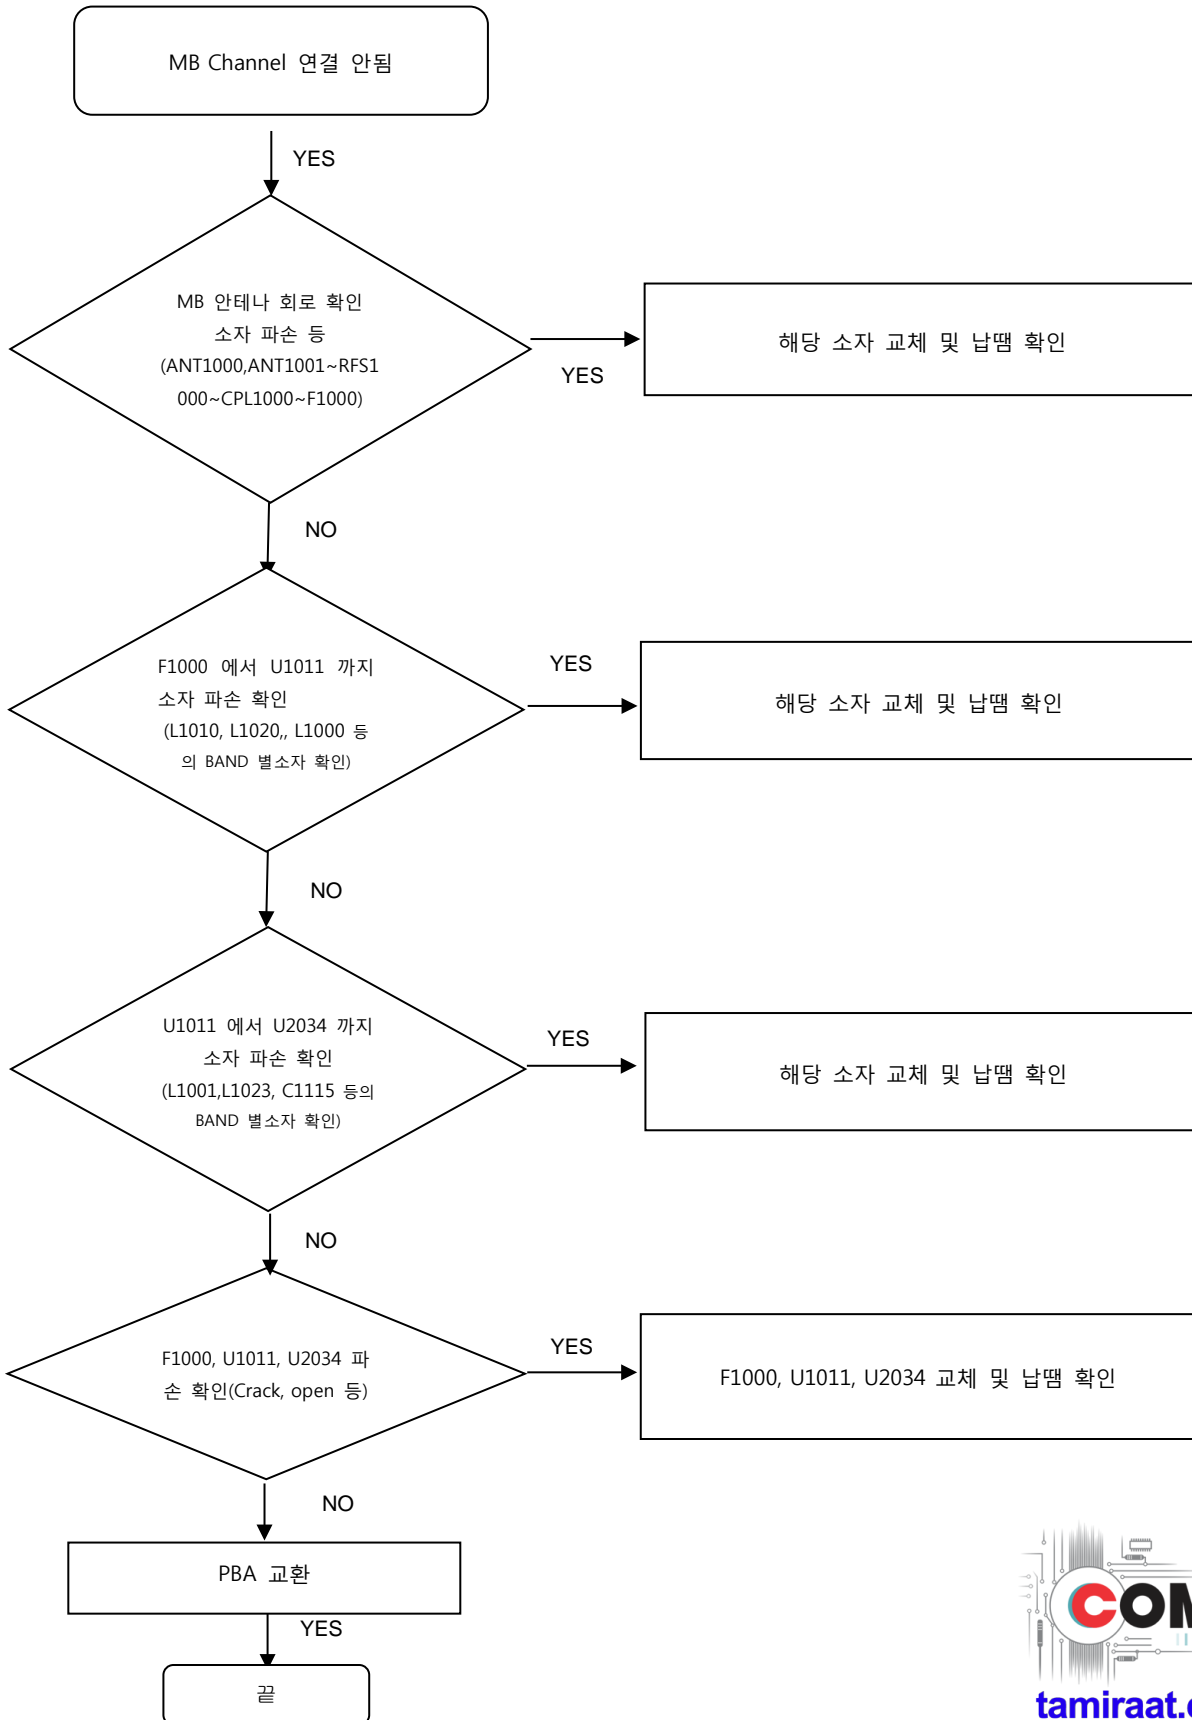 MB Channel 연결 안됨
YES
MB 안테나 회로 확인
소자 파손 등
(ANT1000,ANT1001~RFS1
000~CPL1000~F1000)
YES
해당 소자 교체 및 납땜 확인
NO
F1000 에서 U1011 까지
소자 파손 확인
(L1010, L1020,, L1000 등
의 BAND 별소자 확인)
YES
해당 소자 교체 및 납땜 확인
NO
U1011 에서 U2034 까지
소자 파손 확인
(L1001,L1023, C1115 등의
BAND 별소자 확인)
YES
해당 소자 교체 및 납땜 확인
NO
F1000, U1011, U2034 파
손 확인(Crack, open 등)
YES
F1000, U1011, U2034 교체 및 납땜 확인
NO
PBA 교환
YES
끝